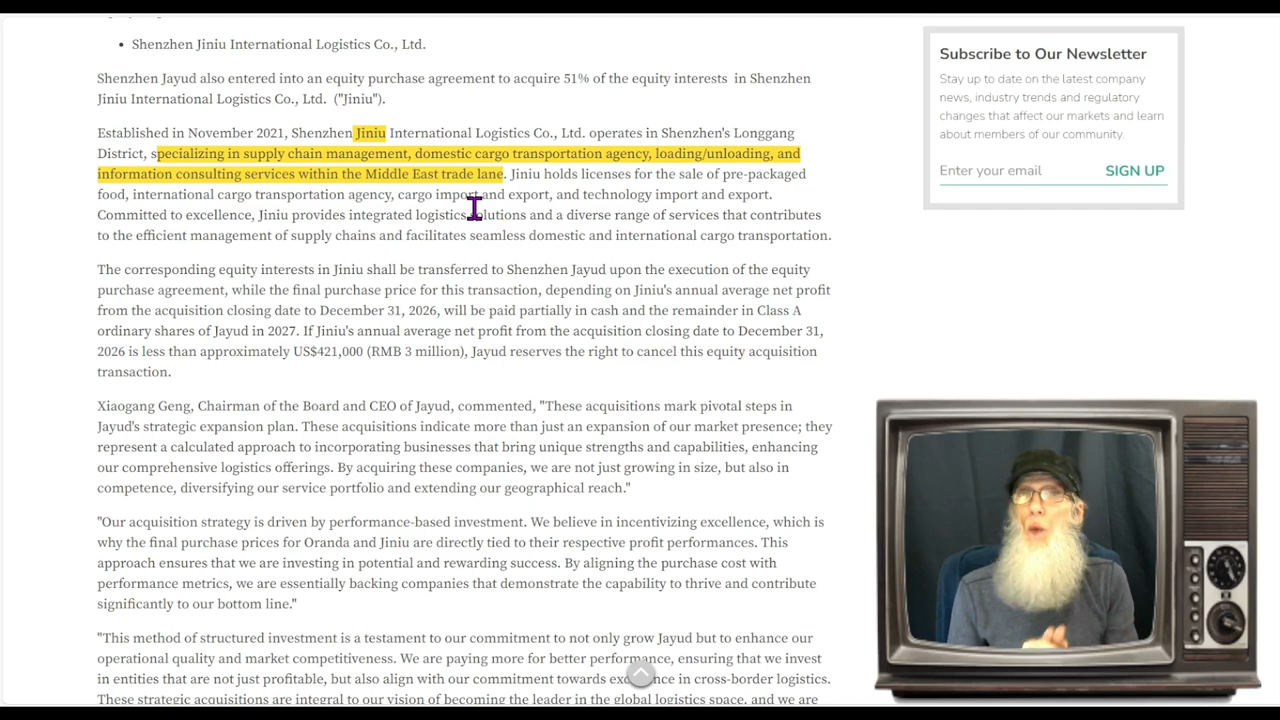 • Shenzhen Jiniu International Logistics Co., Ltd.
Shenzhen Jayud also entered into an equity purchase agreement to acquire 51% of the equity interests in Shenzhen
Jiniu International Logistics Co., Ltd. ("Jiniu").
Established in November 2021, Shenzhen Jiniu International Logistics Co., Ltd. operates in Shenzhen's Longgang
District, specializing in supply chain management, domestic cargo transportation agency, loading/unloading, and
information consulting services within the Middle East trade lane. Jiniu holds licenses for the sale of pre-packaged
food, international cargo transportation agency, cargo import and export, and technology import and export.
Committed to excellence, Jiniu provides integrated logistics solutions and a diverse range of services that contributes
to the efficient management of supply chains and facilitates seamless domestic and international cargo transportation.
The corresponding equity interests in Jiniu shall be transferred to Shenzhen Jayud upon the execution of the equity
purchase agreement, while the final purchase price for this transaction, depending on Jiniu's annual average net profit
from the acquisition closing date to December 31, 2026, will be paid partially in cash and the remainder in Class A
ordinary shares of Jayud in 2027. If Jiniu's annual average net profit from the acquisition closing date to December 31,
2026 is less than approximately US$421,000 (RMB 3 million), Jayud reserves the right to cancel this equity acquisition
transaction.
Xiaogang Geng, Chairman of the Board and CEO of Jayud, commented, "These acquisitions mark pivotal steps in
Jayud's strategic expansion plan. These acquisitions indicate more than just an expansion of our market presence; they
represent a calculated approach to incorporating businesses that bring unique strengths and capabilities, enhancing
our comprehensive logistics offerings. By acquiring these companies, we are not just growing in size, but also in
competence, diversifying our service portfolio and extending our geographical reach."
"Our acquisition strategy is driven by performance-based investment. We believe in incentivizing excellence, which is
why the final purchase prices for Oranda and Jiniu are directly tied to their respective profit performances. This
approach ensures that we are investing in potential and rewarding success. By aligning the purchase cost with
performance metrics, we are essentially backing companies that demonstrate the capability to thrive and contribute
significantly to our bottom line."
"This method of structured investment is a testament to our commitment to not only grow Jayud but to enhance our
operational quality and market competitiveness. We are paying more for better performance, ensuring that we invest
in entities that are not just profitable, but also align with our commitment towards excellence in cross-border logistics.
These strategic acquisitions are integral to our vision of becoming the leader in the global logistics space, and we are
Subscribe to Our Newsletter
Stay up to date on the latest company
news, industry trends and regulatory
changes that affect our markets and learn
about members of our community.
Enter your email SIGN UP